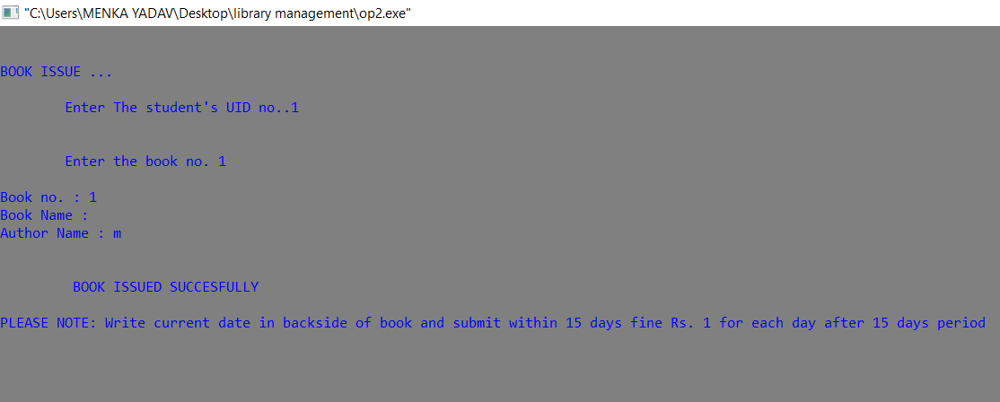 "C:\Users\MENKA YADAV\Desktop\library management\op2.exe"
BOOK ISSUE ...
Enter The student's UID no..1
Enter the book no. 1
Book no. : 1
Book Name :
Author Name : m
BOOK ISSUED SUCCESFULLY
PLEASE NOTE: Write current date in backside of book and submit within 15 days fine Rs. 1 for each day after 15 days period